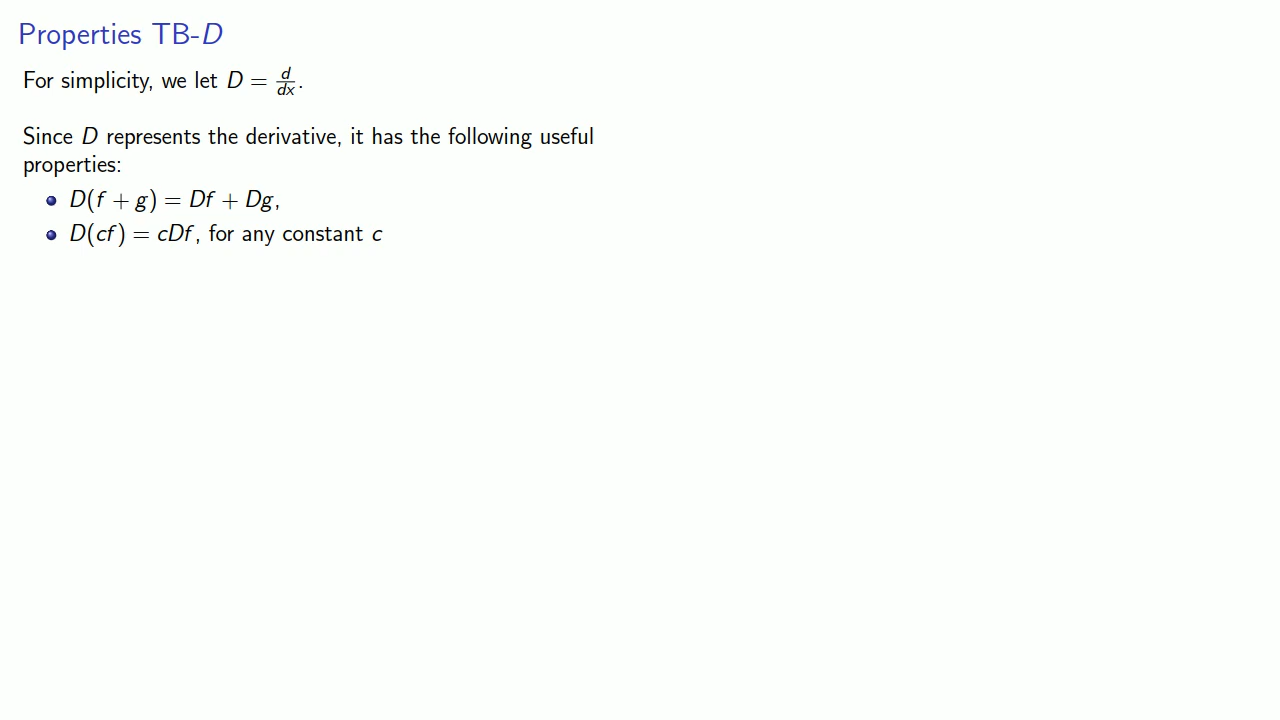 Properties TB-D
For simplicity, we let D = d/dx.
Since D represents the derivative, it has the following useful
properties:
• D(f + g) = Df + Dg,
• D(cf) = cDf, for any constant c